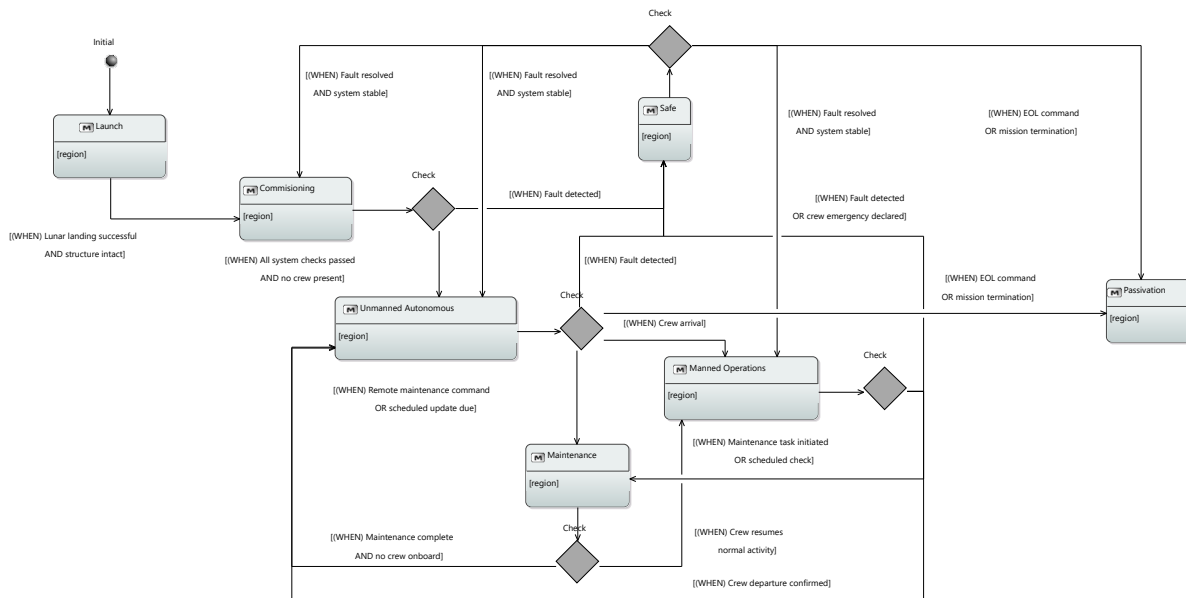 Check
Initial
[(WHEN) Fault resolved
AND system stable]
[(WHEN) Fault resolved
AND system stable]
Safe
[region]
[(WHEN) Fault resolved
AND system stable]
[(WHEN) EOL command
OR mission termination]
Launch
[region]
Commisioning
[region]
Check
[(WHEN) Fault detected]
[(WHEN) Fault detected
OR crew emergency declared]
[(WHEN) Lunar landing successful
AND structure intact]
[(WHEN) All system checks passed
AND no crew present]
[(WHEN) Fault detected]
[(WHEN) EOL command
OR mission termination]
Passivation
[region]
Unmanned Autonomous
[region]
Check
[(WHEN) Crew arrival]
Manned Operations
[region]
Check
[(WHEN) Remote maintenance command
OR scheduled update due]
[(WHEN) Maintenance task initiated
OR scheduled check]
Maintenance
[region]
Check
[(WHEN) Maintenance complete
AND no crew onboard]
[(WHEN) Crew resumes
normal activity]
[(WHEN) Crew departure confirmed]